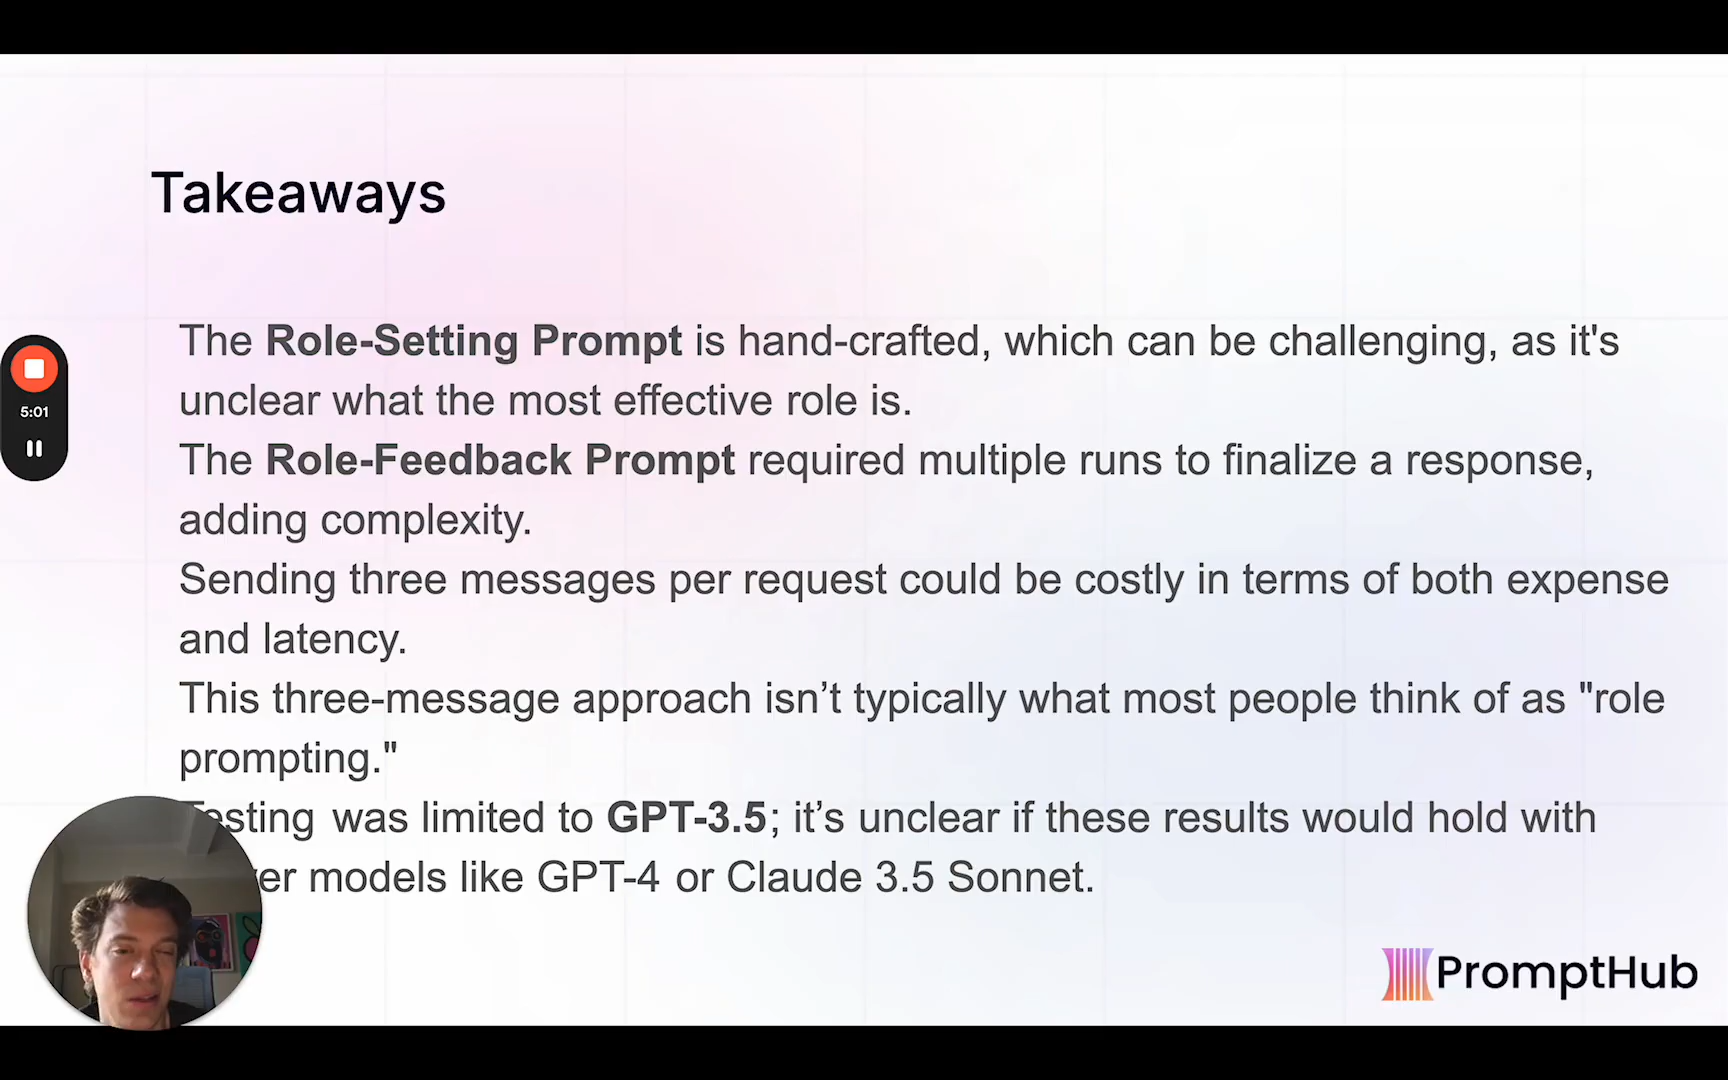 Takeaways
The Role-Setting Prompt is hand-crafted, which can be challenging, as it's
unclear what the most effective role is.
The Role-Feedback Prompt required multiple runs to finalize a response,
adding complexity.
Sending three messages per request could be costly in terms of both expense
and latency.
This three-message approach isn’t typically what most people think of as "role
prompting."
Testing was limited to GPT-3.5; it’s unclear if these results would hold with
models like GPT-4 or Claude 3.5 Sonnet.
5:01
PromptHub